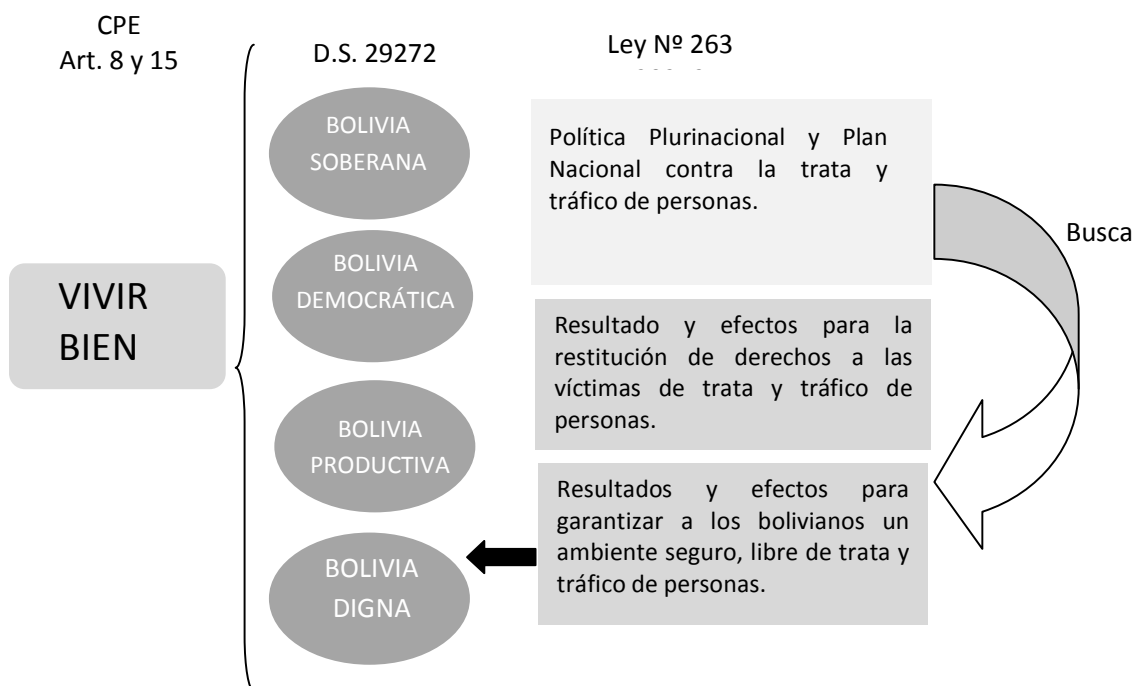 CPE
Art. 8 y 15
D.S. 29272
Ley Nº 263
VIVIR
BIEN
BOLIVIA
SOBERANA
BOLIVIA
DEMOCRÁTICA
BOLIVIA
PRODUCTIVA
BOLIVIA
DIGNA
Política Plurinacional y Plan
Nacional contra la trata y
tráfico de personas.
Resultado y efectos para la
restitución de derechos a las
víctimas de trata y tráfico de
personas.
Resultados y efectos para
garantizar a los bolivianos un
ambiente seguro, libre de trata y
tráfico de personas.
Busca